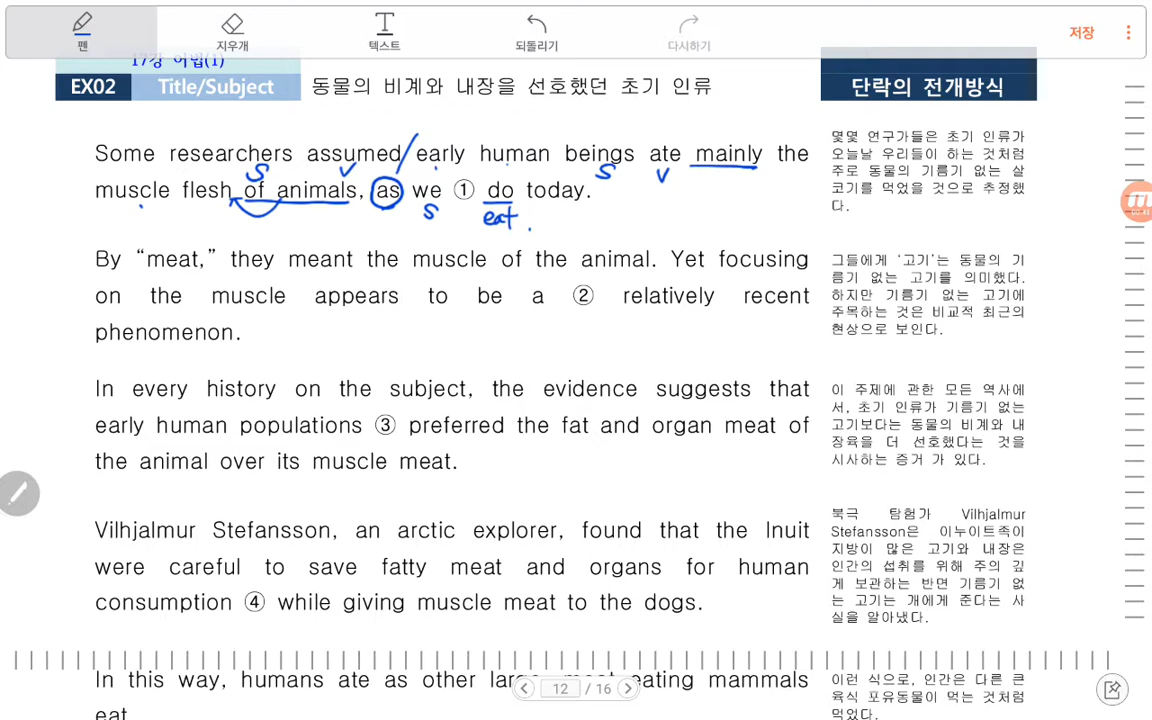 펜 지우개 텍스트 되돌리기 다시하기 저장
17강 어법(1)
EX02 Title/Subject 동물의 비계와 내장을 선호했던 초기 인류
단락의 전개방식
Some researchers assumed early human beings ate mainly the
S V S V
muscle flesh of animals, as we ① do today.
S eat.
By “meat,” they meant the muscle of the animal. Yet focusing
on the muscle appears to be a ② relatively recent
phenomenon.
In every history on the subject, the evidence suggests that
early human populations ③ preferred the fat and organ meat of
the animal over its muscle meat.
Vilhjalmur Stefansson, an arctic explorer, found that the Inuit
were careful to save fatty meat and organs for human
consumption ④ while giving muscle meat to the dogs.
In this way, humans ate as other large, meat-eating mammals
eat
몇몇 연구가들은 초기 인류가
오늘날 우리들이 하는 것처럼
주로 동물의 기름기 없는 살
코기를 먹었을 것으로 추정했
다.
그들에게 ‘고기’는 동물의 기
름기 없는 고기를 의미했다.
하지만 기름기 없는 고기에
주목하는 것은 비교적 최근의
현상으로 보인다.
이 주제에 관한 모든 역사에
서, 초기 인류가 기름기 없는
고기보다는 동물의 비계와 내
장육을 더 선호했다는 것을
시사하는 증거 가 있다.
북극 탐험가 Vilhjalmur
Stefansson은 이누이트족이
지방이 많은 고기와 내장은
인간의 섭취를 위해 주의 깊
게 보관하는 반면 기름기 없
는 고기는 개에게 준다는 사
실을 알아냈다.
이런 식으로, 인간은 다른 큰
육식 포유동물이 먹는 것처럼
먹었다.
12 / 16